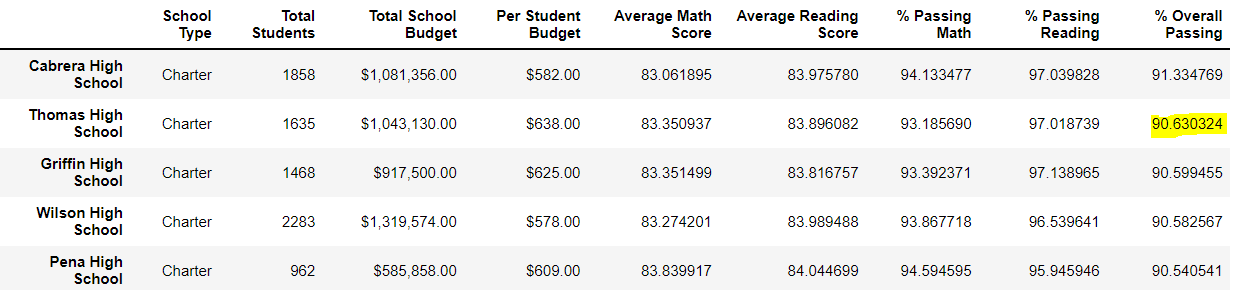 School Type Total Students Total School Budget Per Student Budget Average Math Score Average Reading Score % Passing Math % Passing Reading % Overall Passing
Cabrera High School Charter 1858 $1,081,356.00 $582.00 83.061895 83.975780 94.133477 97.039828 91.334769
Thomas High School Charter 1635 $1,043,130.00 $638.00 83.350937 83.896082 93.185690 97.018739 90.630324
Griffin High School Charter 1468 $917,500.00 $625.00 83.351499 83.816757 93.392371 97.138965 90.599455
Wilson High School Charter 2283 $1,319,574.00 $578.00 83.274201 83.989488 93.867718 96.539641 90.582567
Pena High School Charter 962 $585,858.00 $609.00 83.839917 84.044699 94.594595 95.945946 90.540541